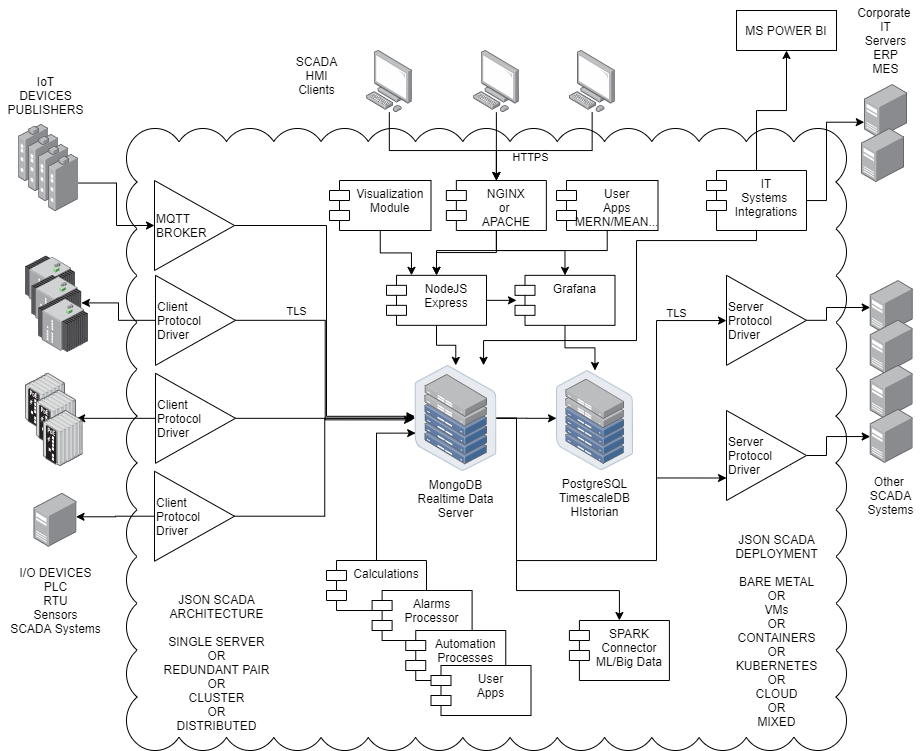 MS POWER BI
Corporate
IT
Servers
ERP
MES
SCADA
HMI
Clients
IoT
DEVICES
PUBLISHERS
HTTPS
Visualization
Module
NGINX
or
APACHE
User
Apps
MERN/MEAN...
IT
Systems
Integrations
MQTT
BROKER
NodeJS
Express
Grafana
Client
Protocol
Driver
TLS
TLS
Server
Protocol
Driver
Client
Protocol
Driver
Server
Protocol
Driver
MongoDB
Realtime Data
Server
PostgreSQL
TimescaleDB
HIstorian
Other
SCADA
Systems
Client
Protocol
Driver
I/O DEVICES
PLC
RTU
Sensors
SCADA Systems
Calculations
Alarms
Processor
Automation
Processes
User
Apps
SPARK
Connector
ML/Big Data
JSON SCADA
ARCHITECTURE
SINGLE SERVER
OR
REDUNDANT PAIR
OR
CLUSTER
OR
DISTRIBUTED
JSON SCADA
DEPLOYMENT
BARE METAL
OR
VMs
OR
CONTAINERS
OR
KUBERNETES
OR
CLOUD
OR
MIXED